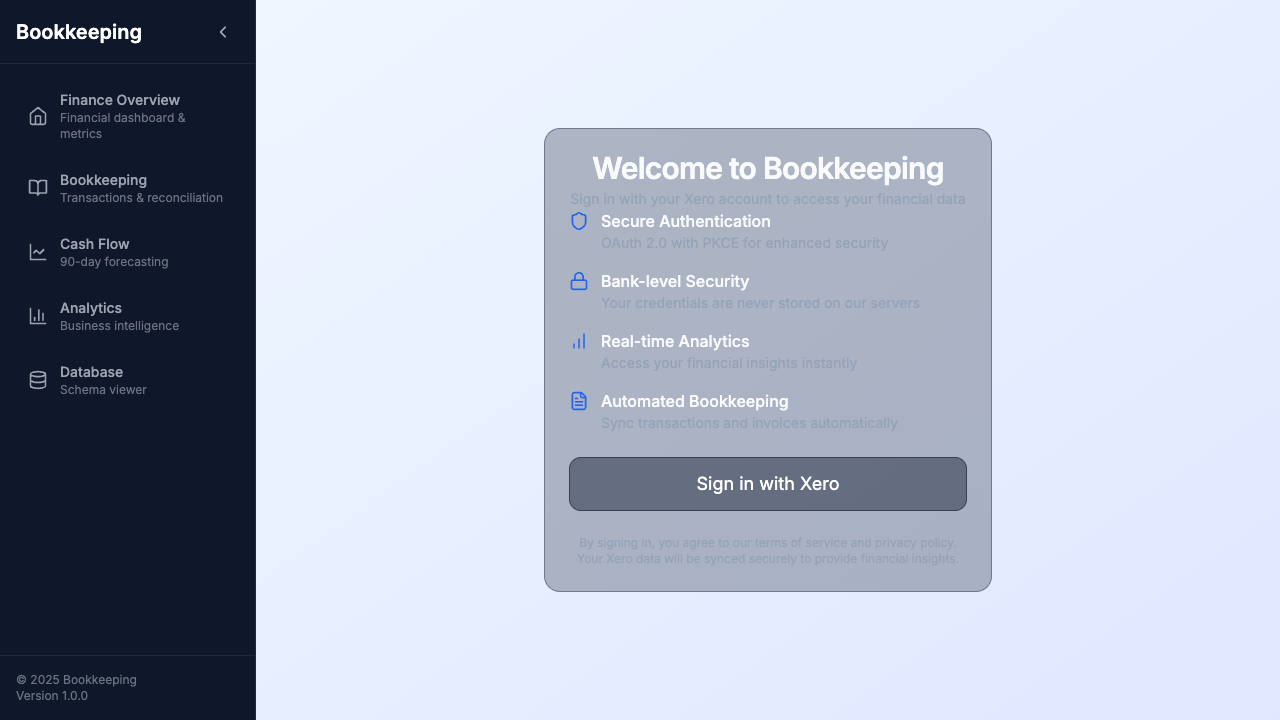 Bookkeeping
Finance Overview
Financial dashboard &
metrics
Bookkeeping
Transactions & reconciliation
Cash Flow
90-day forecasting
Analytics
Business intelligence
Database
Schema viewer
© 2025 Bookkeeping
Version 1.0.0
Welcome to Bookkeeping
Sign in with your Xero account to access your financial data
Secure Authentication
OAuth 2.0 with PKCE for enhanced security
Bank-level Security
Your credentials are never stored on our servers
Real-time Analytics
Access your financial insights instantly
Automated Bookkeeping
Sync transactions and invoices automatically
Sign in with Xero
By signing in, you agree to our terms of service and privacy policy.
Your Xero data will be synced securely to provide financial insights.